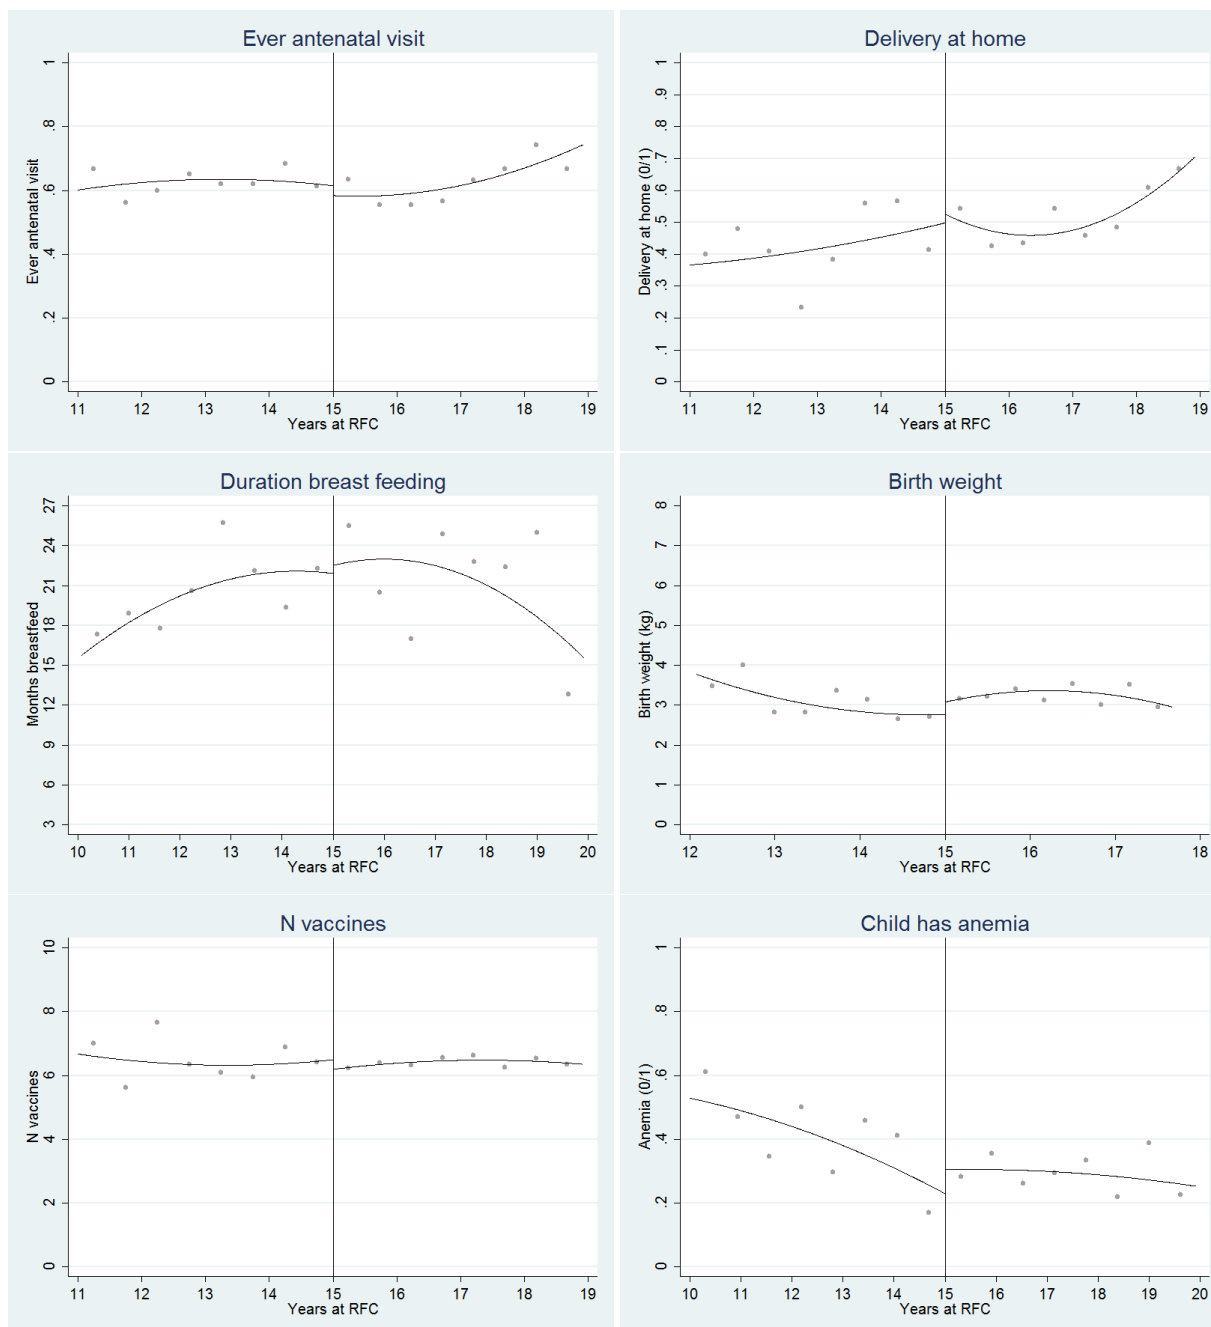 Ever antenatal visit
Ever antenatal visit
1
.8
.6
.4
.2
0
11 12 13 14 15 16 17 18 19
Years at RFC
Delivery at home
Delivery at home (0/1)
1
.9
.8
.7
.6
.5
.4
.3
.2
.1
0
11 12 13 14 15 16 17 18 19
Years at RFC
Duration breast feeding
Months breastfeed
27
24
21
18
15
12
9
6
3
10 11 12 13 14 15 16 17 18 19 20
Years at RFC
Birth weight
Birth weight (kg)
8
7
6
5
4
3
2
1
0
12 13 14 15 16 17 18
Years at RFC
N vaccines
N vaccines
10
8
6
4
2
0
11 12 13 14 15 16 17 18 19
Years at RFC
Child has anemia
Anemia (0/1)
1
.8
.6
.4
.2
0
10 11 12 13 14 15 16 17 18 19 20
Years at RFC